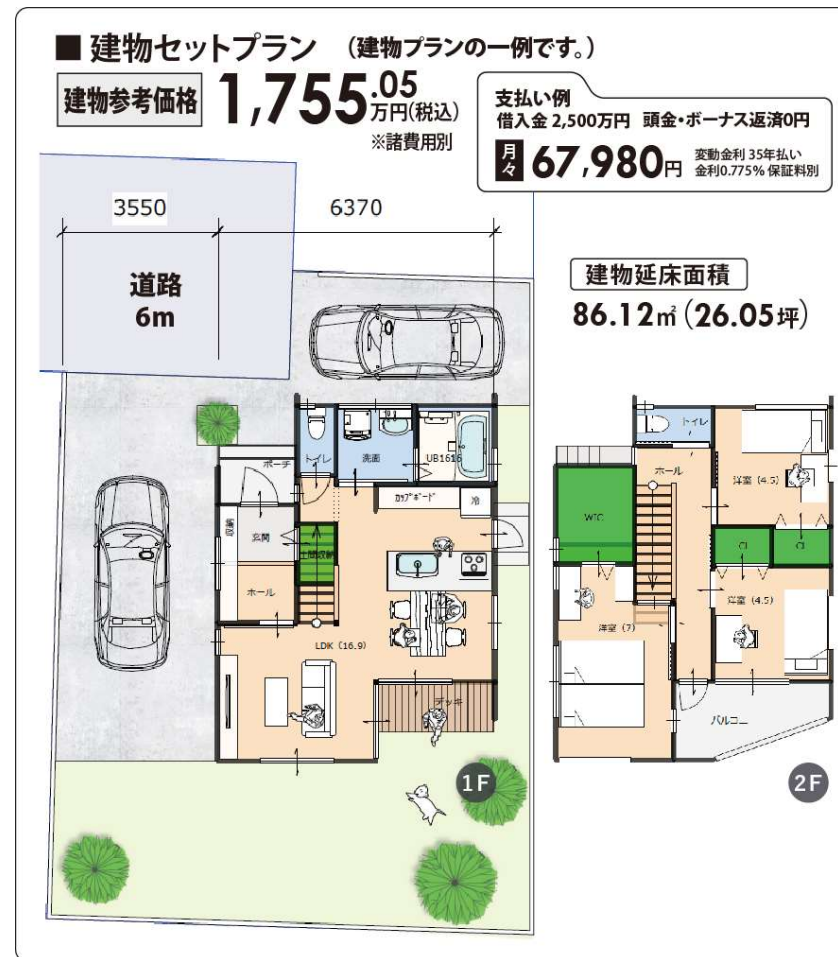 ■ 建物セットプラン （建物プランの一例です。）
建物参考価格 1,755.05万円(税込)
※諸費用別
支払い例
借入金 2,500万円 頭金・ボーナス返済0円
月々 67,980円 変動金利 35年払い
金利0.775% 保証料別
3550 6370
道路
6m
建物延床面積
86.12㎡（26.05坪）
トイレ
洗面
UB1616
ポーチ
カップボード
冷
収納
玄関
土間収納
ホール
LDK (16.9)
デッキ
1F
トイレ
ホール
洋室 (4.5)
WIC
CL
CL
洋室 (4.5)
洋室 (7)
バルコニー
2F